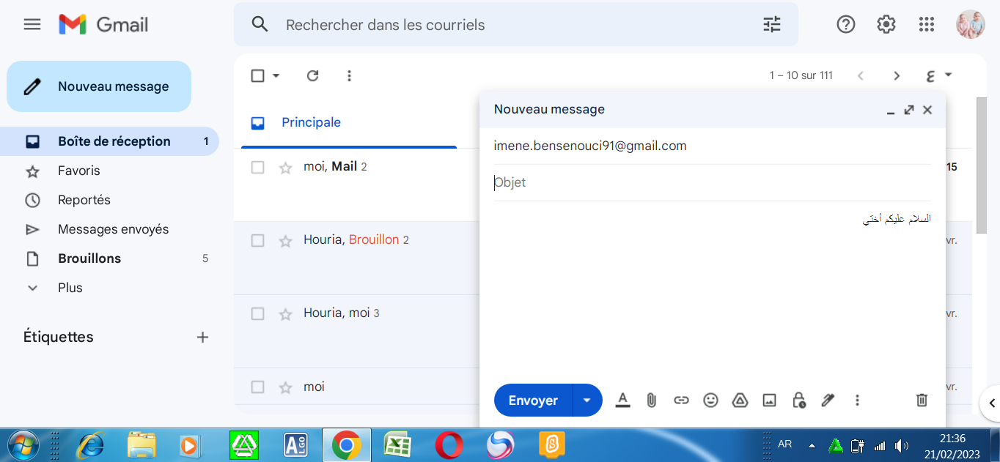 Gmail
Rechercher dans les courriels
Nouveau message
1 – 10 sur 111
Nouveau message
Principale
imene.bensenouci91@gmail.com
Boîte de réception 1
moi, Mail 2
15
Favoris
Objet
Reportés
السلام عليكم أختي
Messages envoyés
Houria, Brouillon 2
vr.
Brouillons 5
Plus
Houria, moi 3
vr.
Étiquettes
moi
vr.
Envoyer
A
ALGO
AR
21:36
21/02/2023